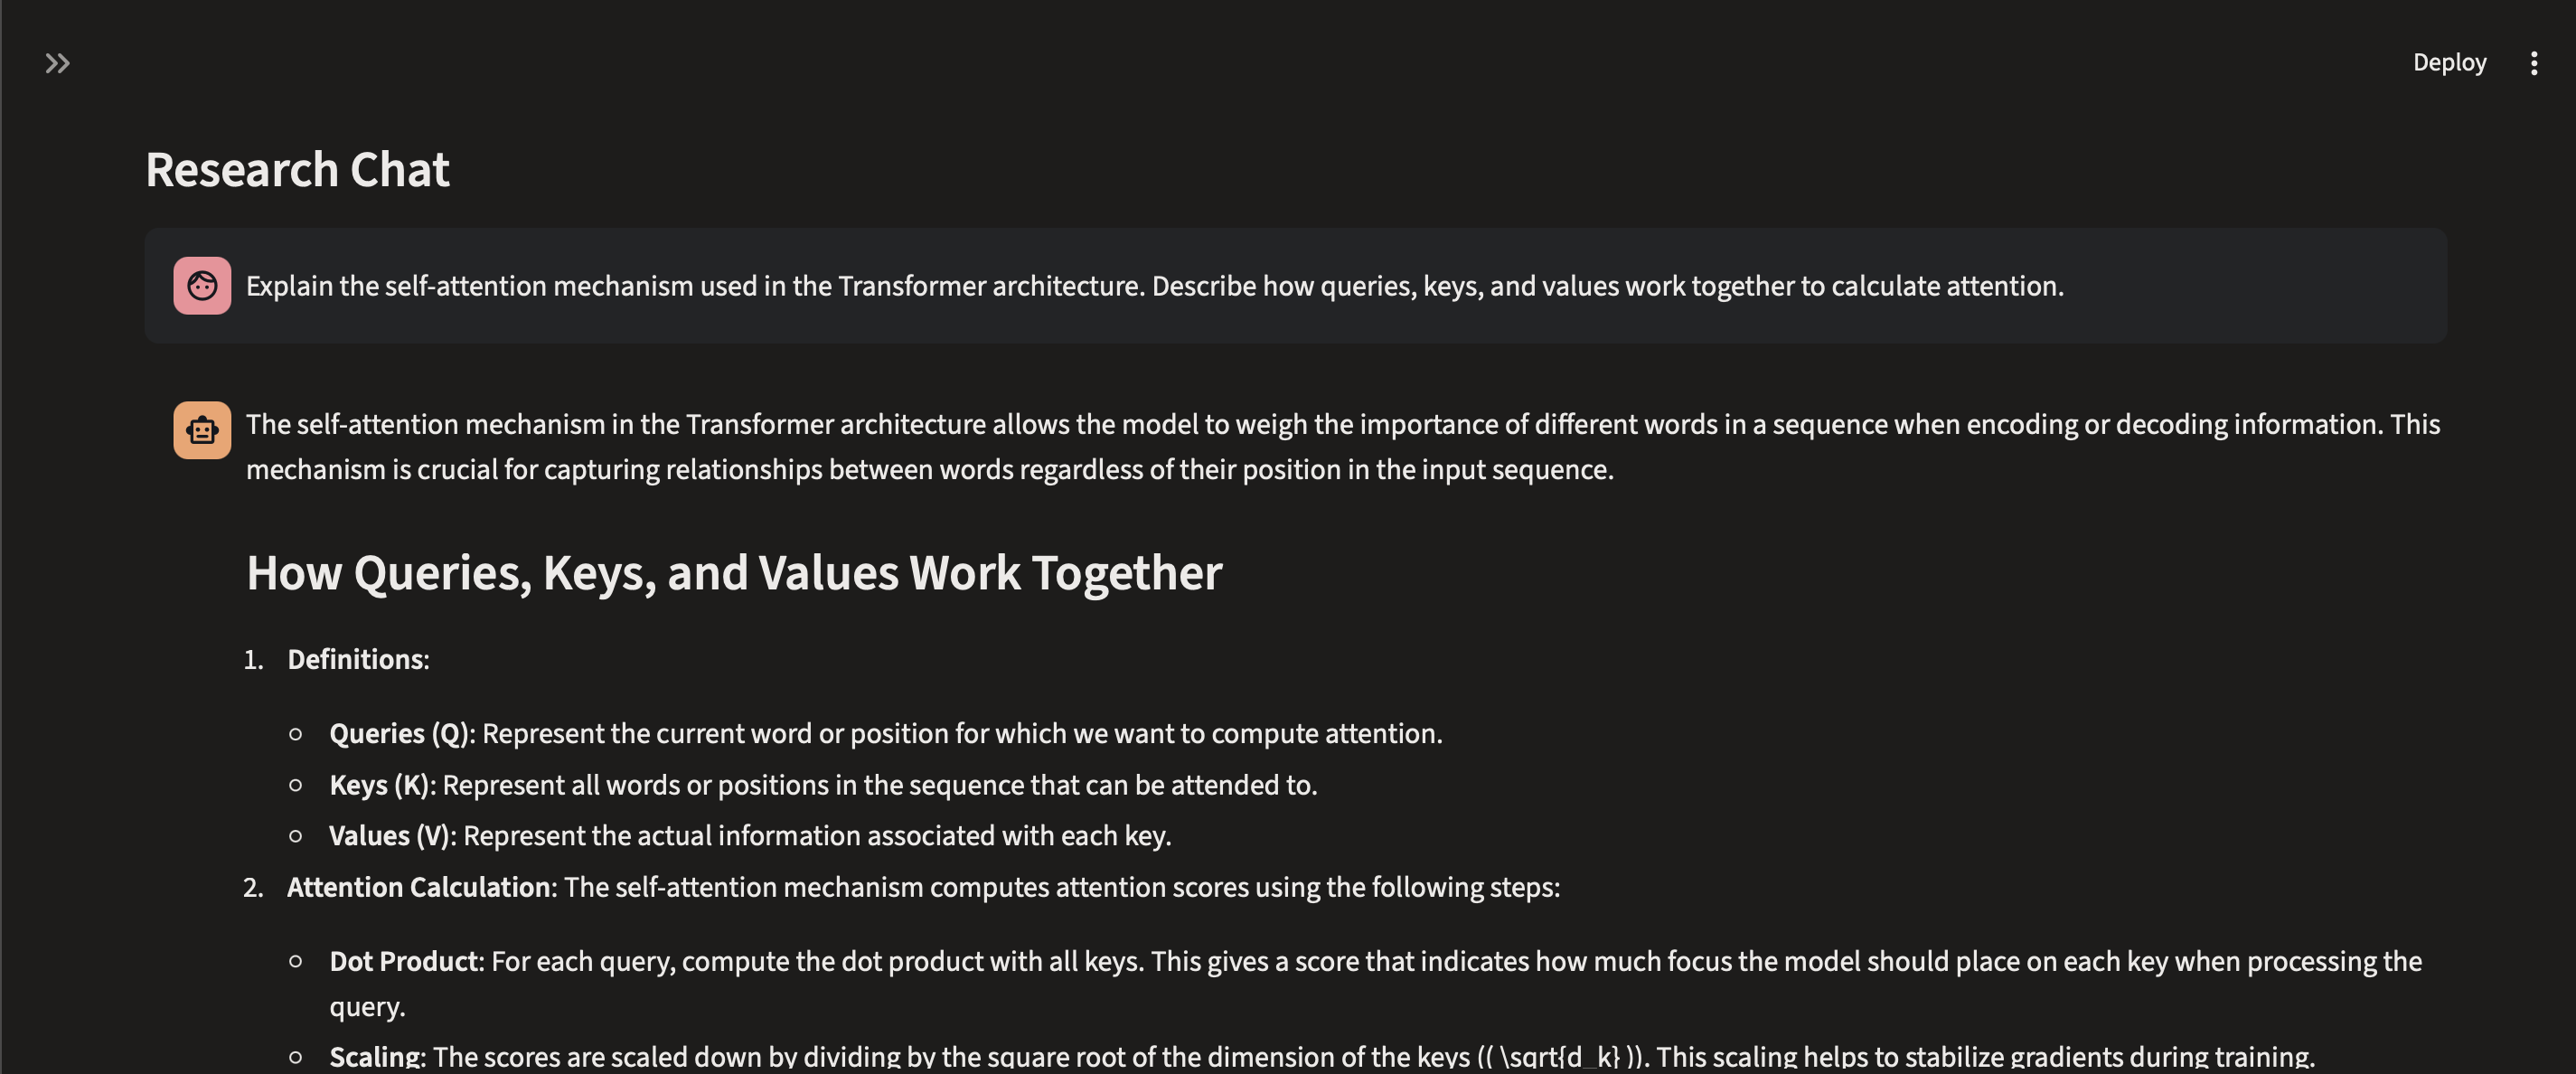 Deploy
Research Chat
Explain the self-attention mechanism used in the Transformer architecture. Describe how queries, keys, and values work together to calculate attention.
The self-attention mechanism in the Transformer architecture allows the model to weigh the importance of different words in a sequence when encoding or decoding information. This
mechanism is crucial for capturing relationships between words regardless of their position in the input sequence.
How Queries, Keys, and Values Work Together
1. Definitions:
Queries (Q): Represent the current word or position for which we want to compute attention.
Keys (K): Represent all words or positions in the sequence that can be attended to.
Values (V): Represent the actual information associated with each key.
2. Attention Calculation: The self-attention mechanism computes attention scores using the following steps:
Dot Product: For each query, compute the dot product with all keys. This gives a score that indicates how much focus the model should place on each key when processing the
query.
Scaling: The scores are scaled down by dividing by the square root of the dimension of the keys (( \sqrt{d_k} )). This scaling helps to stabilize gradients during training.